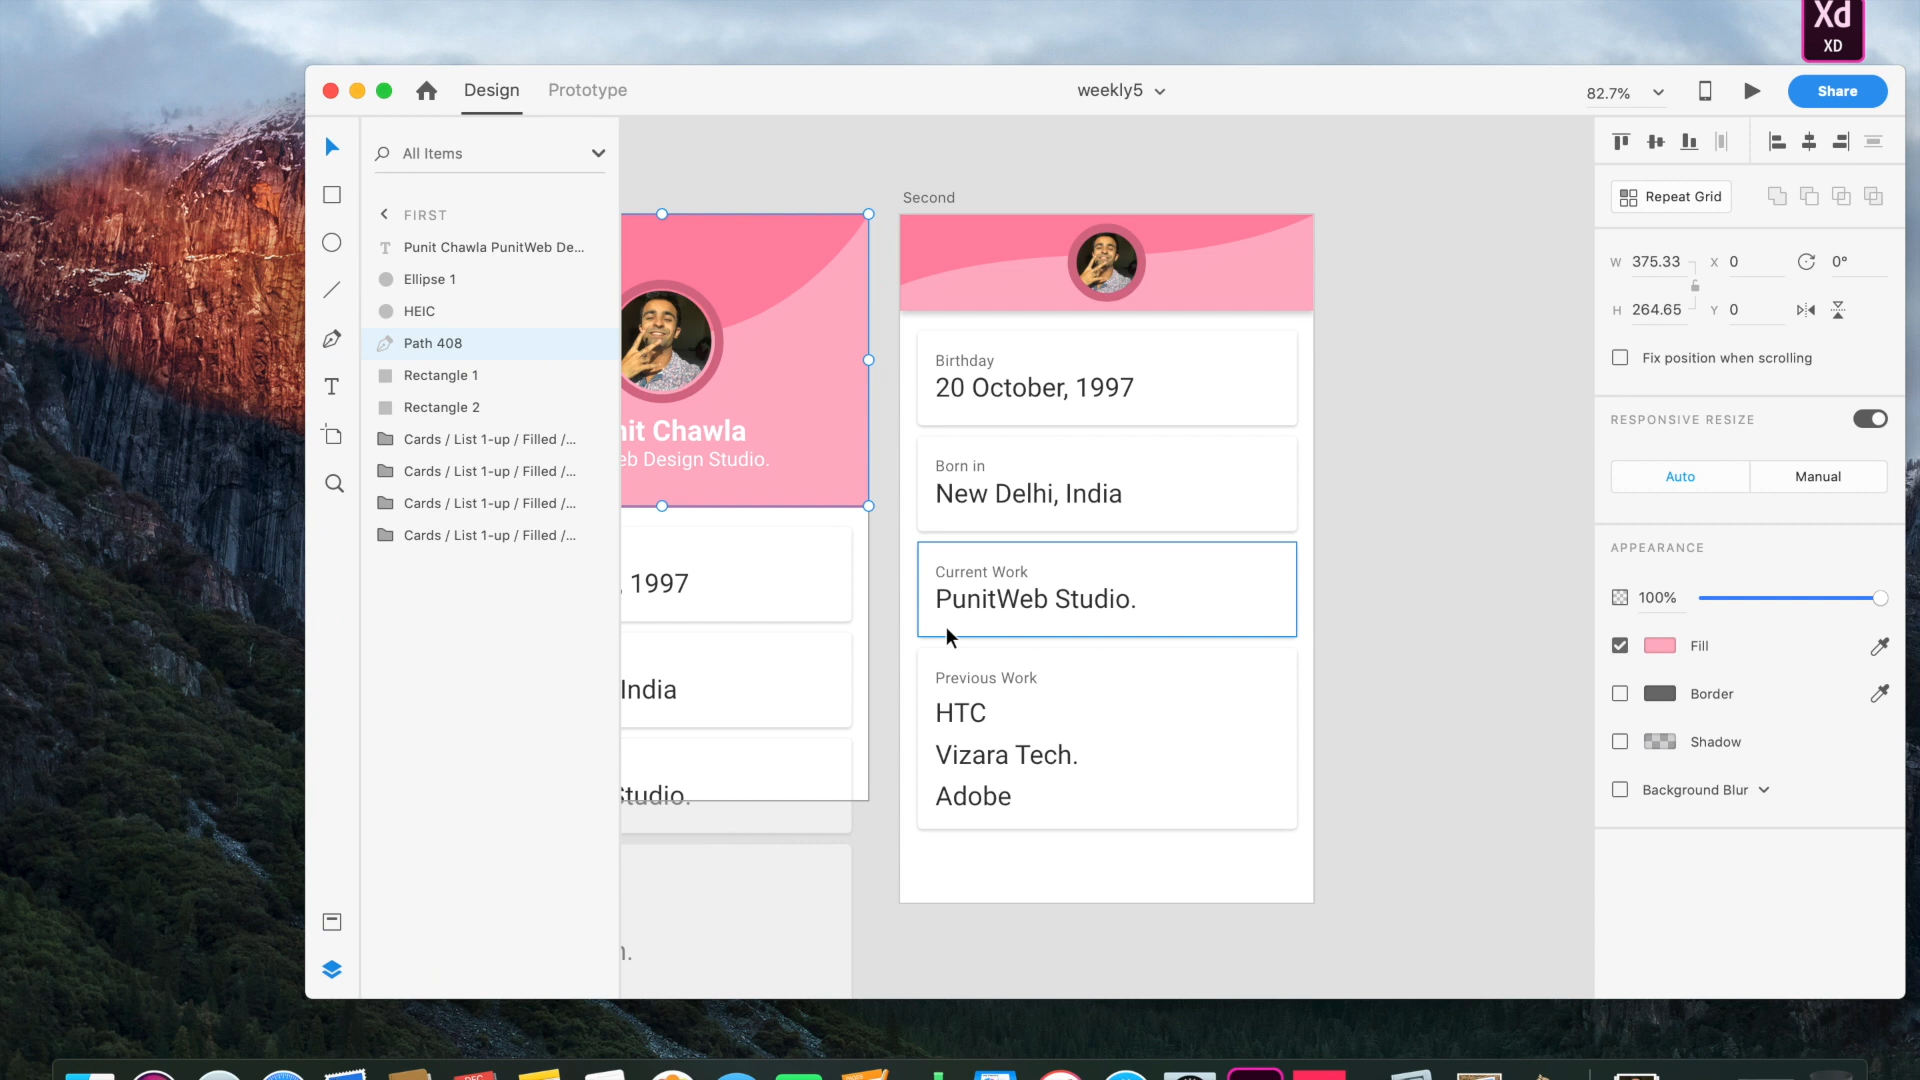 Xd
XD
Design
Prototype
weekly5
82.7%
Share
All Items
FIRST
T Punit Chawla PunitWeb De...
Ellipse 1
HEIC
Path 408
Rectangle 1
Rectangle 2
Cards / List 1-up / Filled /...
Cards / List 1-up / Filled /...
Cards / List 1-up / Filled /...
Cards / List 1-up / Filled /...
T
nit Chawla
eb Design Studio.
, 1997
India
Studio.
n.
Second
Birthday
20 October, 1997
Born in
New Delhi, India
Current Work
PunitWeb Studio.
Previous Work
HTC
Vizara Tech.
Adobe
Repeat Grid
W 375.33 X 0 0°
H 264.65 Y 0
Fix position when scrolling
RESPONSIVE RESIZE
Auto
Manual
APPEARANCE
100%
Fill
Border
Shadow
Background Blur